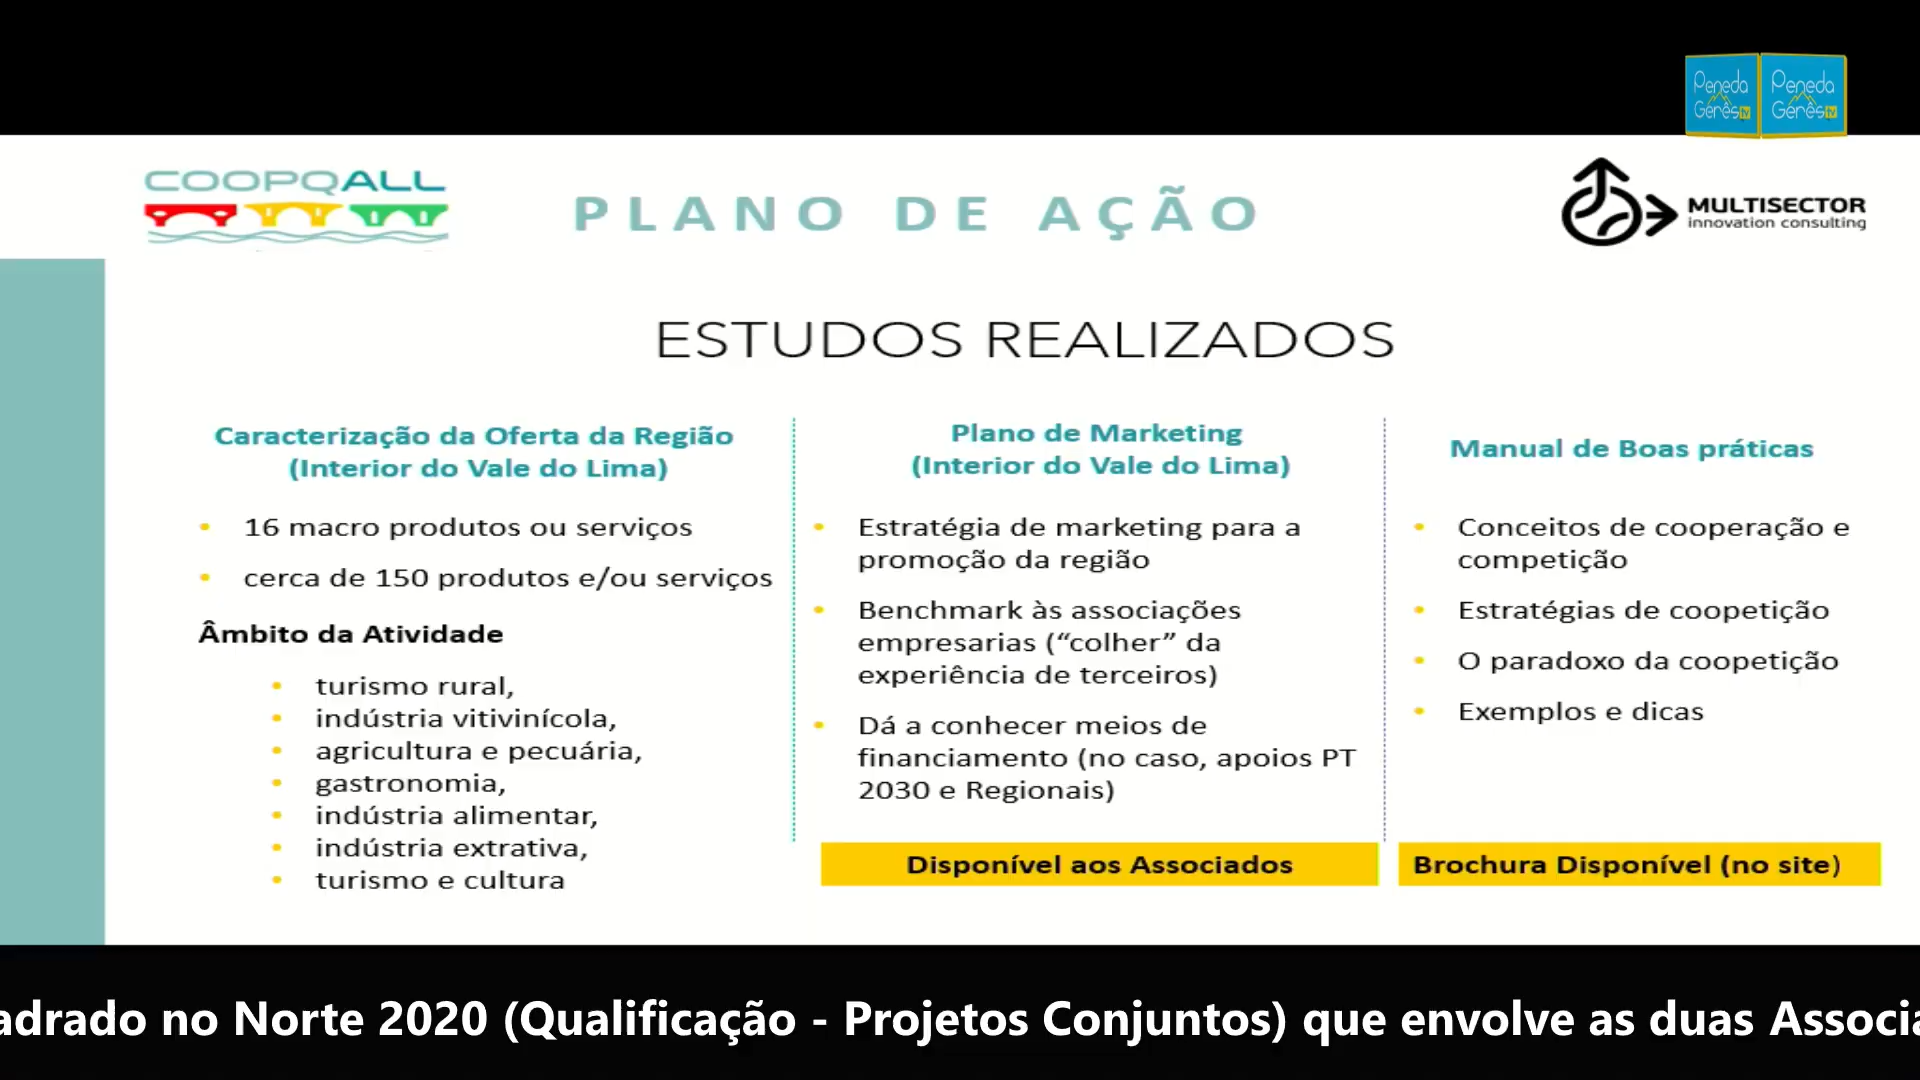 Peneda Gerês tv
Peneda Gerês tv
COOPQALL
PLANO DE AÇÃO
MULTISECTOR
innovation consulting
ESTUDOS REALIZADOS
Caracterização da Oferta da Região
(Interior do Vale do Lima)
• 16 macro produtos ou serviços
• cerca de 150 produtos e/ou serviços
Âmbito da Atividade
• turismo rural,
• indústria vitivinícola,
• agricultura e pecuária,
• gastronomia,
• indústria alimentar,
• indústria extrativa,
• turismo e cultura
Plano de Marketing
(Interior do Vale do Lima)
• Estratégia de marketing para a
promoção da região
• Benchmark às associações
empresarias (“colher” da
experiência de terceiros)
• Dá a conhecer meios de
financiamento (no caso, apoios PT
2030 e Regionais)
Disponível aos Associados
Manual de Boas práticas
• Conceitos de cooperação e
competição
• Estratégias de coopetição
• O paradoxo da coopetição
• Exemplos e dicas
Brochura Disponível (no site)
adrado no Norte 2020 (Qualificação - Projetos Conjuntos) que envolve as duas Associa